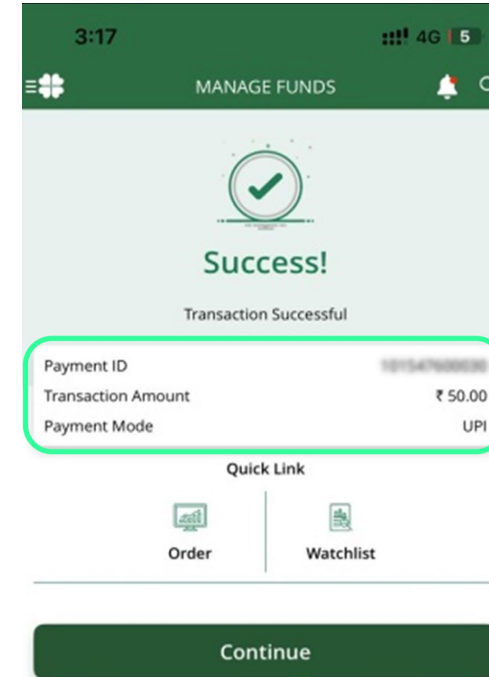 3:17 4G 5
MANAGE FUNDS
Success!
Transaction Successful
Payment ID
Transaction Amount ₹ 50.00
Payment Mode UPI
Quick Link
Order Watchlist
Continue